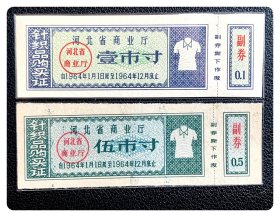 针织品购买证
河北省商业厅
河北省
商业厅
壹市寸
自1964年1月1日起至1964年12月底止
副券撕下作废
副券
0.1
针织品购买证
河北省商业厅
河北省
商业厅
伍市寸
自1964年1月1日起至1964年12月底止
副券撕下作废
副券
0.5